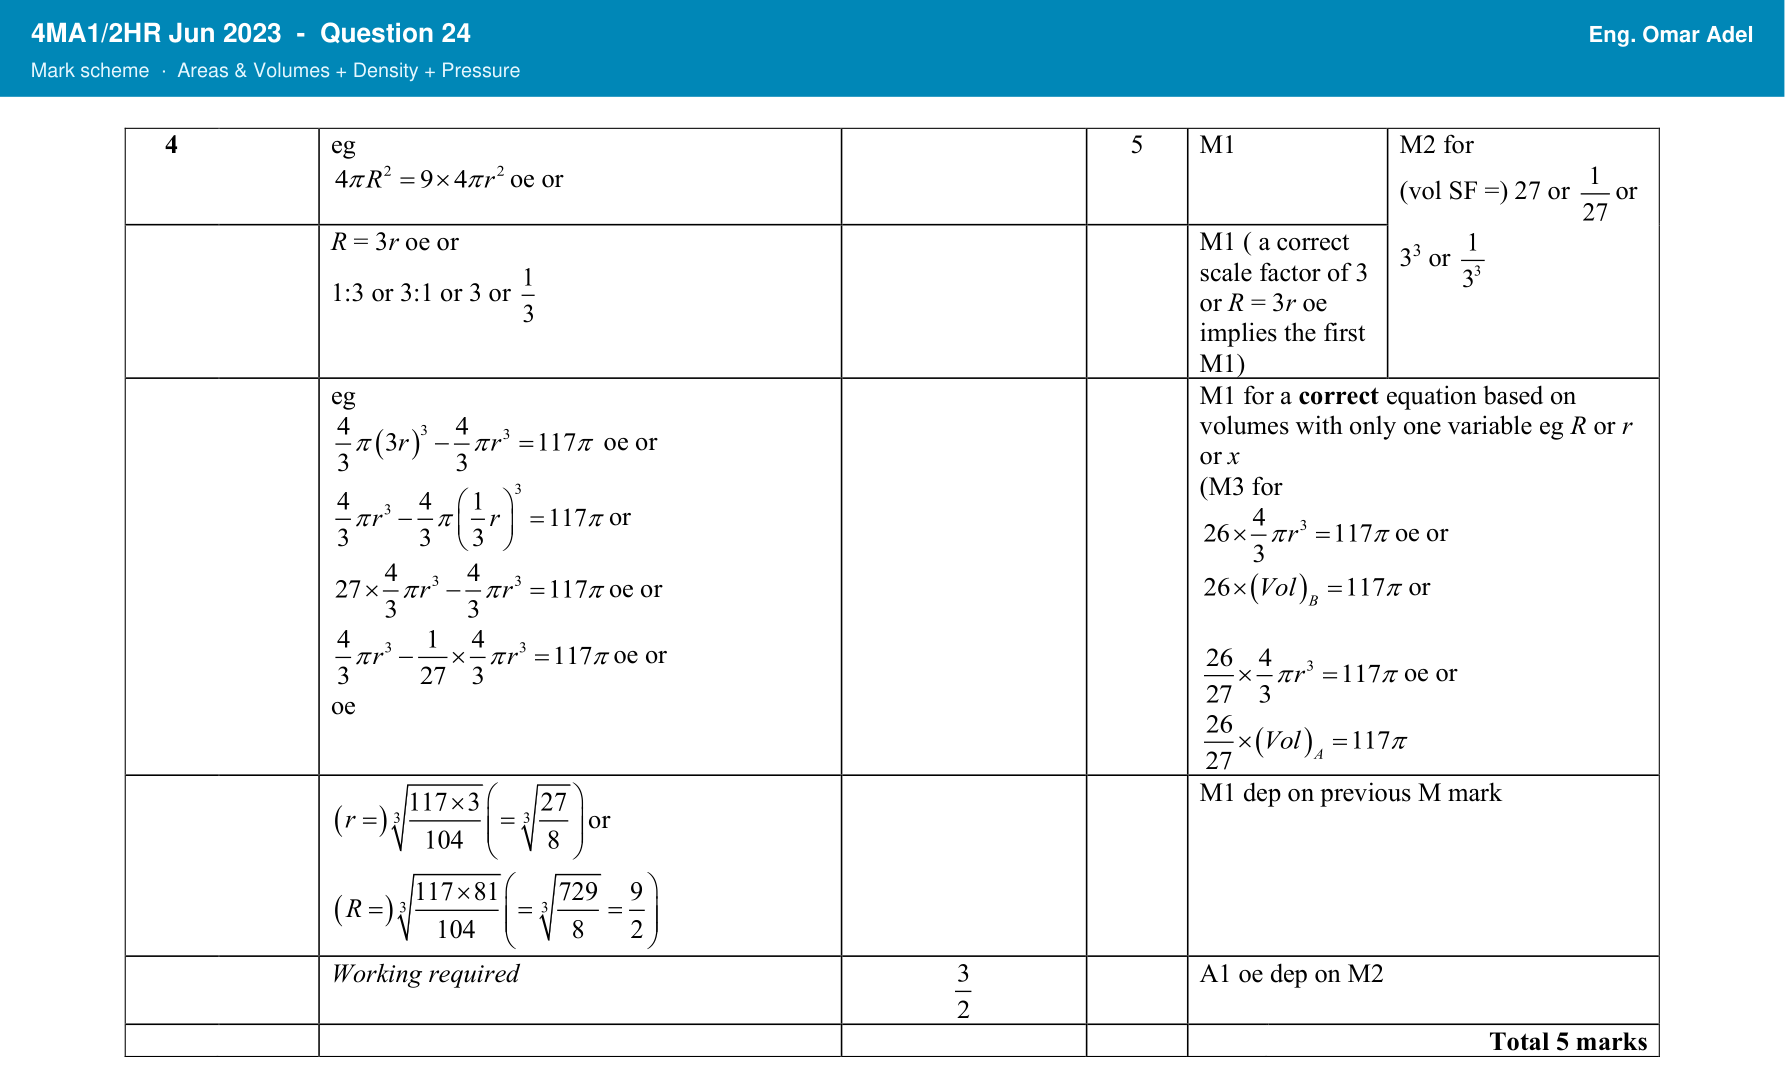 4MA1/2HR Jun 2023 - Question 24
Eng. Omar Adel
Mark scheme · Areas & Volumes + Density + Pressure
4
eg
4πR² = 9 × 4πr² oe or
5
M1
M2 for
(vol SF =) 27 or 1/27 or
3³ or 1/3³
R = 3r oe or
1:3 or 3:1 or 3 or 1/3
M1 ( a correct
scale factor of 3
or R = 3r oe
implies the first
M1)
eg
4/3 π(3r)³ − 4/3 πr³ = 117π oe or
4/3 πr³ − 4/3 π(1/3 r)³ = 117π or
27 × 4/3 πr³ − 4/3 πr³ = 117π oe or
4/3 πr³ − 1/27 × 4/3 πr³ = 117π oe or
oe
M1 for a correct equation based on
volumes with only one variable eg R or r
or x
(M3 for
26 × 4/3 πr³ = 117π oe or
26 × (Vol)_B = 117π or
26/27 × 4/3 πr³ = 117π oe or
26/27 × (Vol)_A = 117π
(r =) ∛(117×3/104) (= ∛(27/8)) or
(R =) ∛(117×81/104) (= ∛(729/8) = 9/2)
M1 dep on previous M mark
Working required
3/2
A1 oe dep on M2
Total 5 marks